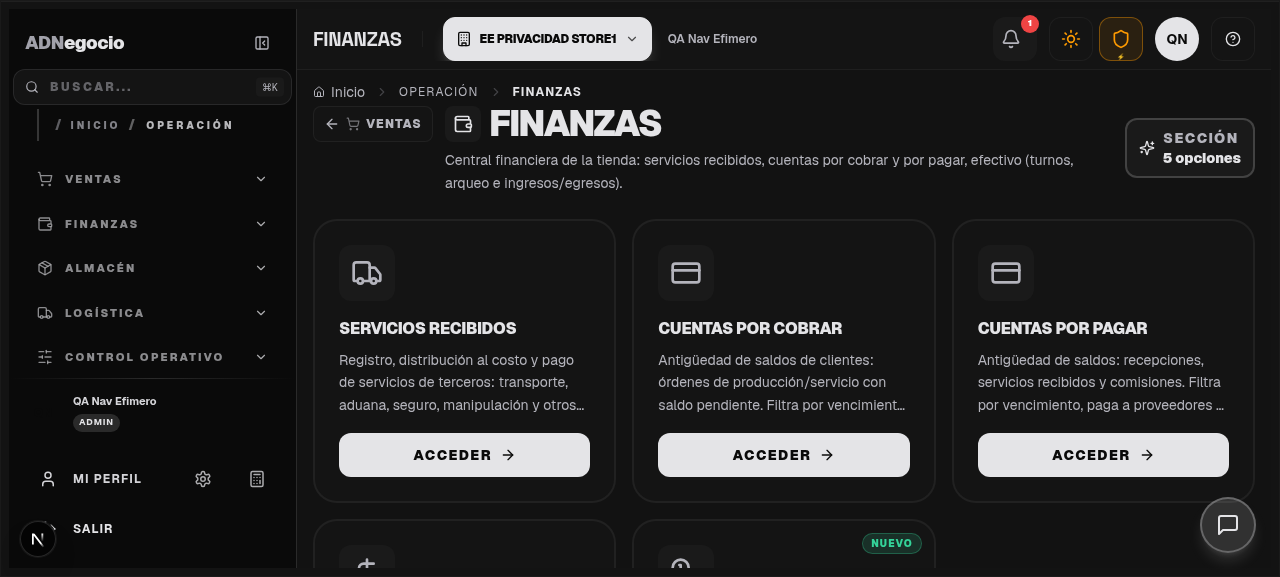 ADNegocio
BUSCAR...
⌘K
/ INICIO / OPERACIÓN
VENTAS
FINANZAS
ALMACÉN
LOGÍSTICA
CONTROL OPERATIVO
QA Nav Efimero
ADMIN
MI PERFIL
SALIR
N
FINANZAS
EE PRIVACIDAD STORE1
QA Nav Efimero
1
QN
Inicio > OPERACIÓN > FINANZAS
VENTAS
FINANZAS
Central financiera de la tienda: servicios recibidos, cuentas por cobrar y por pagar, efectivo (turnos,
arqueo e ingresos/egresos).
SECCIÓN
5 opciones
SERVICIOS RECIBIDOS
Registro, distribución al costo y pago
de servicios de terceros: transporte,
aduana, seguro, manipulación y otros...
ACCEDER
CUENTAS POR COBRAR
Antigüedad de saldos de clientes:
órdenes de producción/servicio con
saldo pendiente. Filtra por vencimient...
ACCEDER
CUENTAS POR PAGAR
Antigüedad de saldos: recepciones,
servicios recibidos y comisiones. Filtra
por vencimiento, paga a proveedores ...
ACCEDER
NUEVO